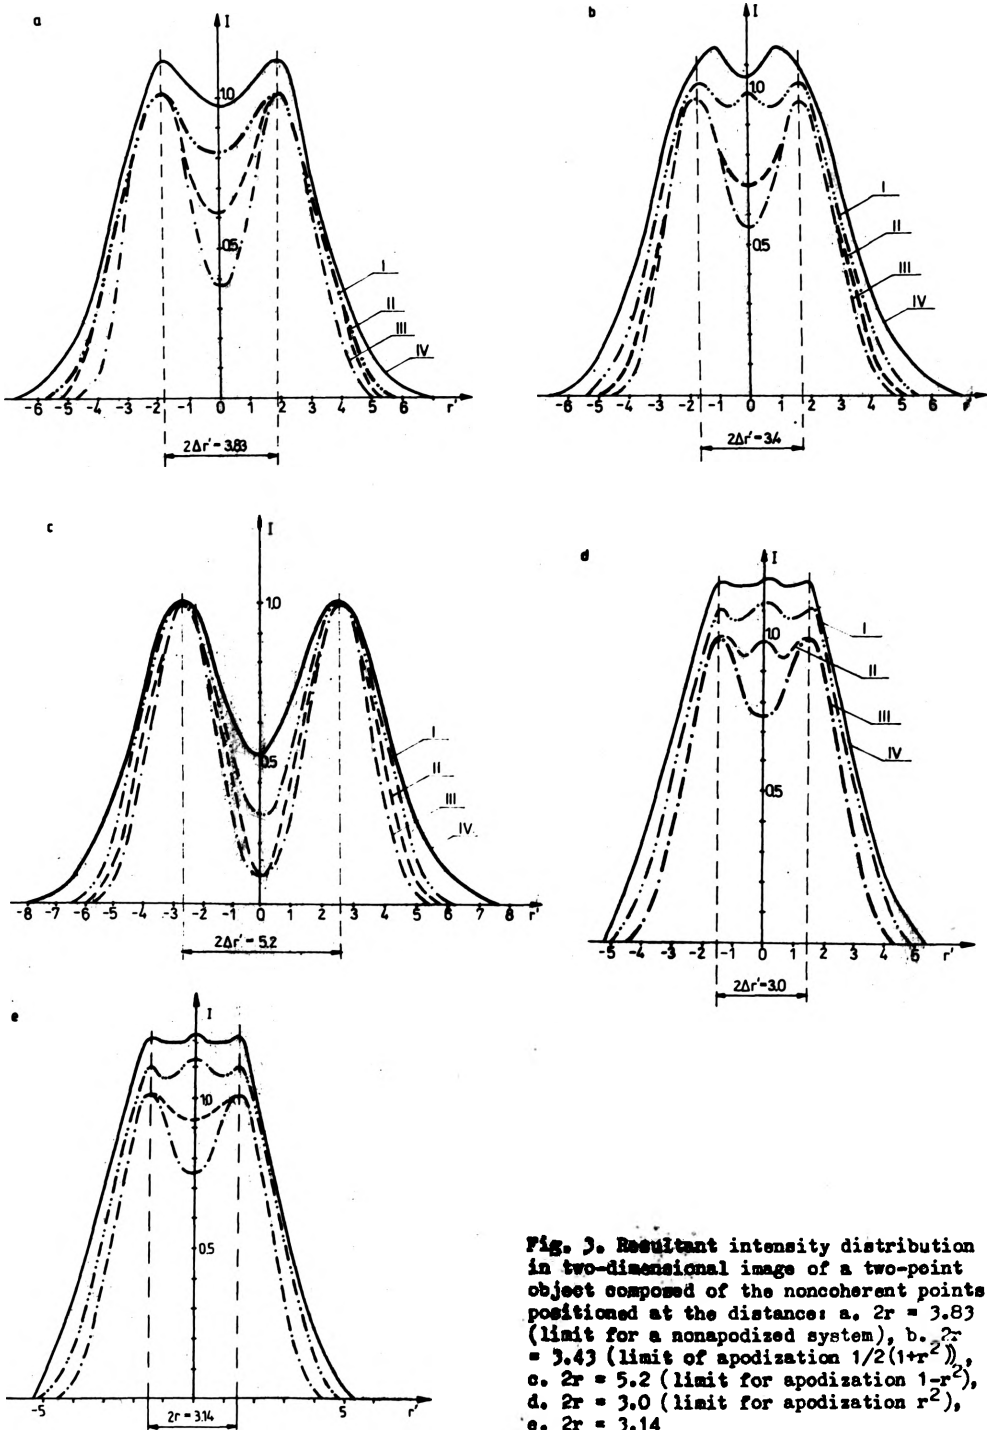 a
I
1.0
0.5
I
II
III
IV
-6 -5 -4 -3 -2 -1 0 1 2 3 4 5 6 r'
2Δr'=3.83
b
I
1.0
0.5
I
II
III
IV
-6 -5 -4 -3 -2 -1 0 1 2 3 4 5 6 r'
2Δr'=3.4
c
I
1.0
0.5
I
II
III
IV
-8 -7 -6 -5 -4 -3 -2 -1 0 1 2 3 4 5 6 7 8 r'
2Δr'=5.2
d
I
1.0
0.5
I
II
III
IV
-5 -4 -3 -2 -1 0 1 2 3 4 5 6 r'
2Δr'=3.0
e
I
1.0
0.5
-5 5 r'
2r=3.14
Fig. 3. Resultant intensity distribution
in two-dimensional image of a two-point
object composed of the noncoherent points
positioned at the distance: a. 2r = 3.83
(limit for a nonapodized system), b. 2r
= 3.43 (limit of apodization 1/2(1+r²)),
c. 2r = 5.2 (limit for apodization 1-r²),
d. 2r = 3.0 (limit for apodization r²),
e. 2r = 3.14